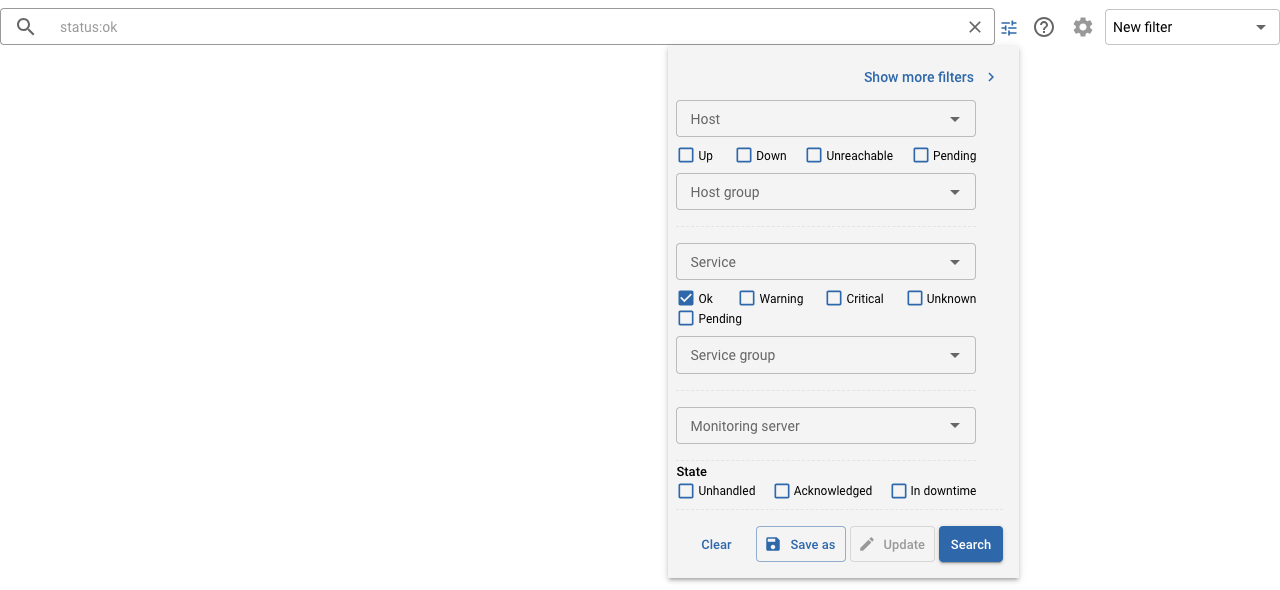 status:ok
New filter
Show more filters
Host
Up Down Unreachable Pending
Host group
Service
Ok Warning Critical Unknown
Pending
Service group
Monitoring server
State
Unhandled Acknowledged In downtime
Clear Save as Update Search